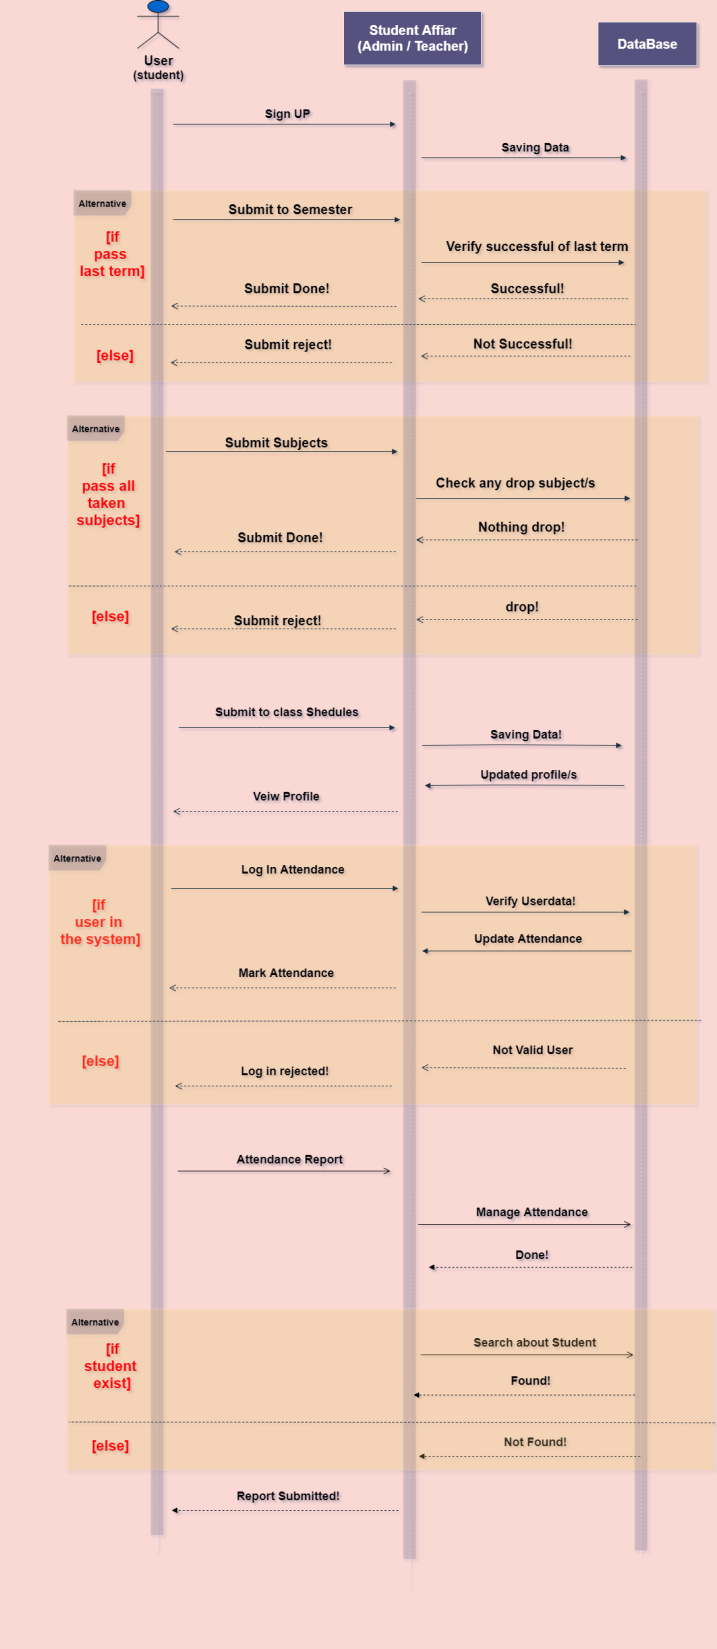 User
(student)
Student Affiar
(Admin / Teacher)
DataBase
Sign UP
Saving Data
Alternative
Submit to Semester
[if
pass
last term]
Verify successful of last term
Submit Done!
Successful!
[else]
Submit reject!
Not Successful!
Alternative
Submit Subjects
[if
pass all
taken
subjects]
Check any drop subject/s
Nothing drop!
Submit Done!
[else]
drop!
Submit reject!
Submit to class Shedules
Saving Data!
Updated profile/s
Veiw Profile
Alternative
Log In Attendance
[if
user in
the system]
Verify Userdata!
Update Attendance
Mark Attendance
[else]
Not Valid User
Log in rejected!
Attendance Report
Manage Attendance
Done!
Alternative
[if
student
exist]
Search about Student
Found!
[else]
Not Found!
Report Submitted!